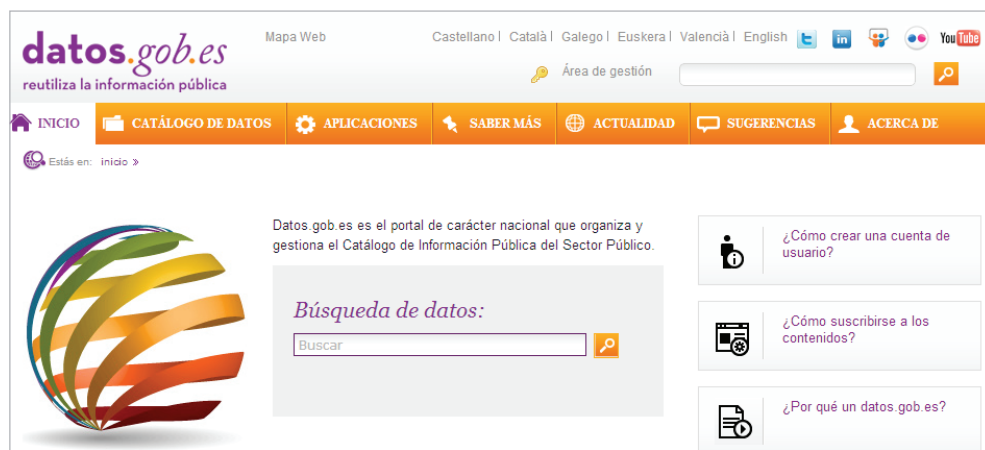 datos.gob.es
reutiliza la información pública
Mapa Web
Castellano | Català | Galego | Euskera | Valencià | English
in
You Tube
Área de gestión
INICIO
CATÁLOGO DE DATOS
APLICACIONES
SABER MÁS
ACTUALIDAD
SUGERENCIAS
ACERCA DE
Estás en: inicio »
Datos.gob.es es el portal de carácter nacional que organiza y
gestiona el Catálogo de Información Pública del Sector Público.
Búsqueda de datos:
Buscar
¿Cómo crear una cuenta de
usuario?
¿Cómo suscribirse a los
contenidos?
¿Por qué un datos.gob.es?